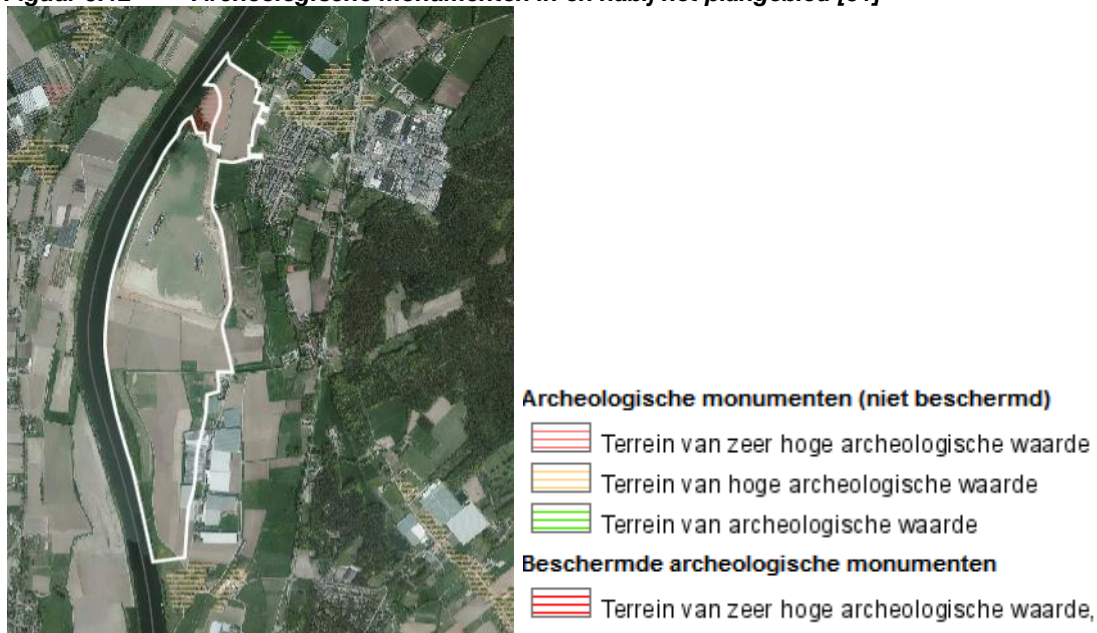 Archeologische monumenten (niet beschermd)
Terrein van zeer hoge archeologische waarde
Terrein van hoge archeologische waarde
Terrein van archeologische waarde
Beschermde archeologische monumenten
Terrein van zeer hoge archeologische waarde,